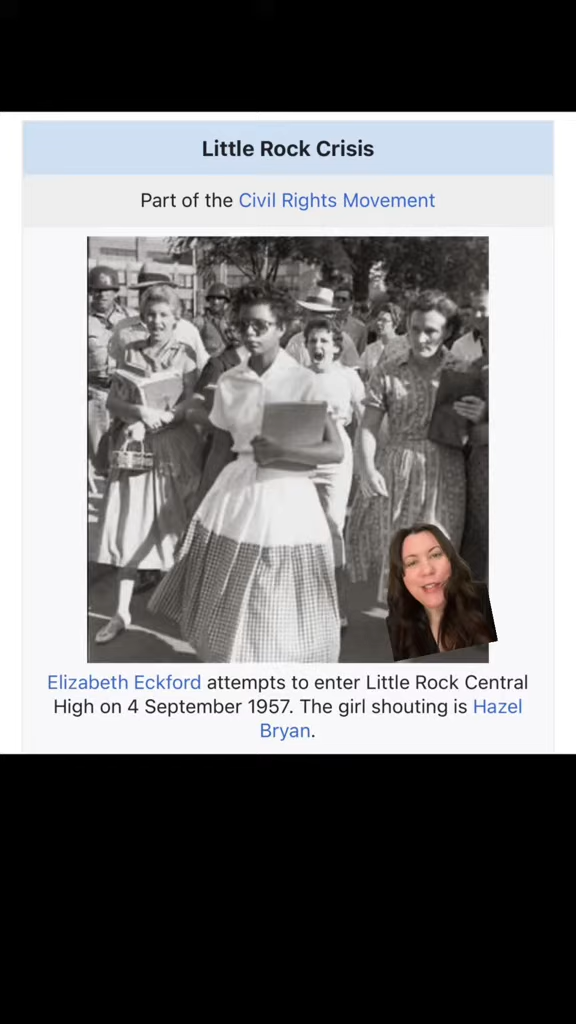 Little Rock Crisis
Part of the Civil Rights Movement
Elizabeth Eckford attempts to enter Little Rock Central
High on 4 September 1957. The girl shouting is Hazel
Bryan.